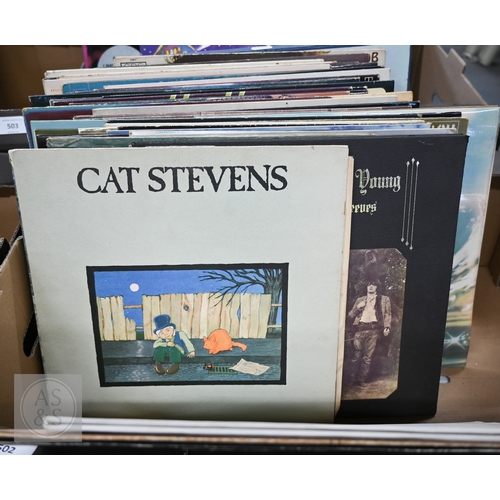 503
CAT STEVENS
Young
eeves
AS
&S
502